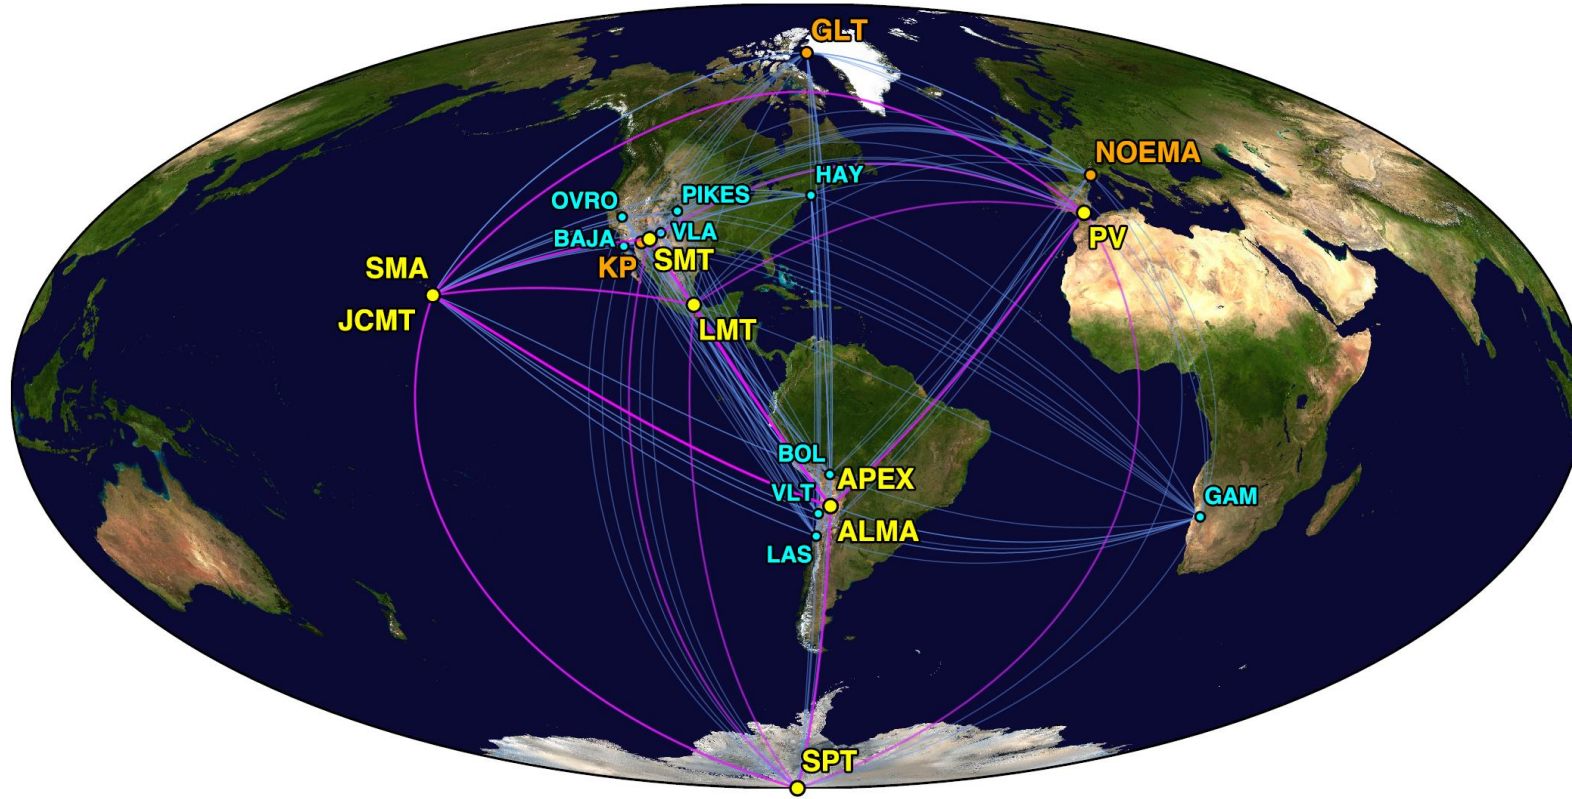 GLT
NOEMA
HAY
PIKES
OVRO
VLA
BAJA
PV
SMT
KP
SMA
JCMT
LMT
BOL
APEX
VLT
GAM
ALMA
LAS
SPT